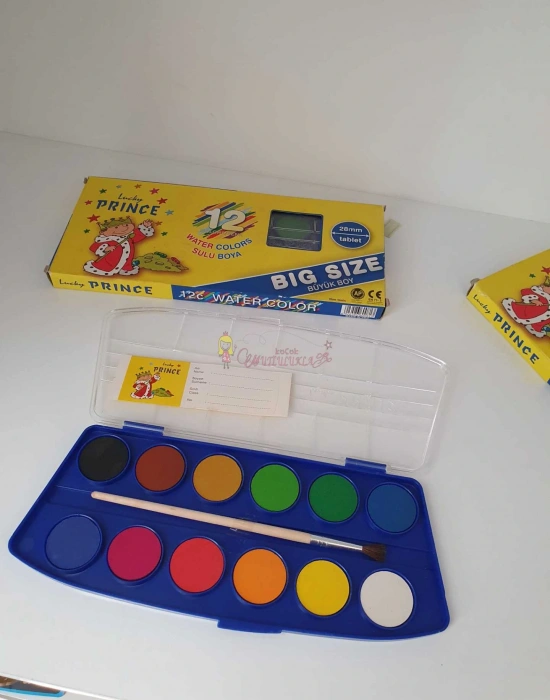 Lucky
PRINCE
12
WATER COLORS
SULU BOYA
28mm
tablet
BIG SIZE
BÜYÜK BOY
Lucky PRINCE
12C WATER COLOR
CE
Lucky
PRINCE